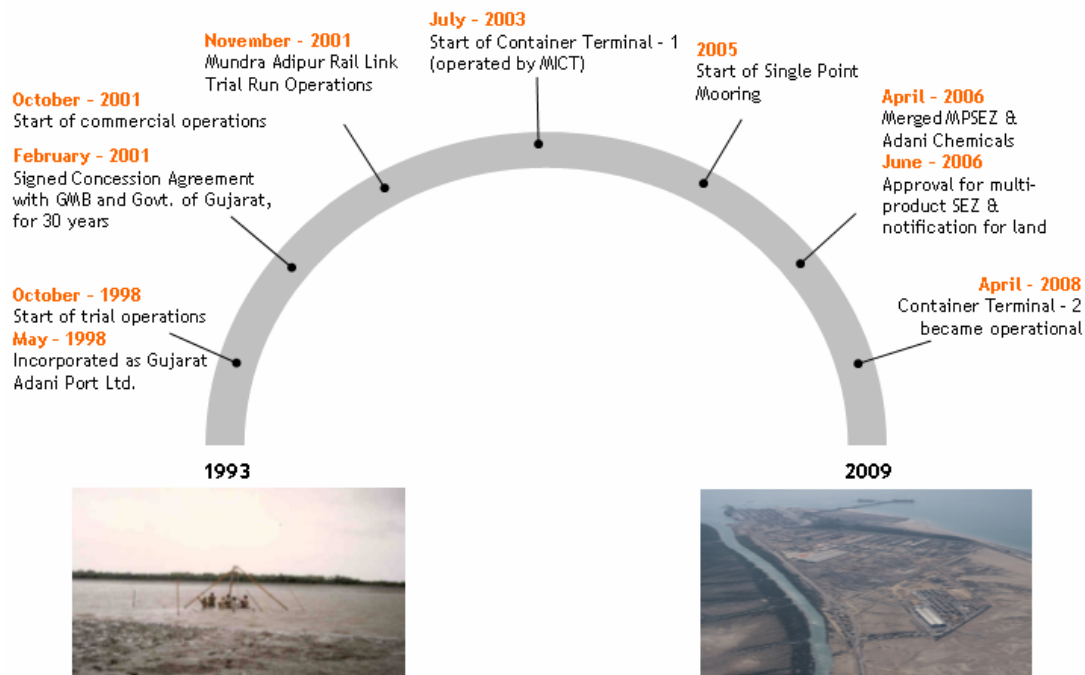 October - 1998
Start of trial operations
May - 1998
Incorporated as Gujarat
Adani Port Ltd.
February - 2001
Signed Concession Agreement
with GMB and Govt. of Gujarat,
for 30 years
October - 2001
Start of commercial operations
November - 2001
Mundra Adipur Rail Link
Trial Run Operations
July - 2003
Start of Container Terminal - 1
(operated by MICT)
2005
Start of Single Point
Mooring
April - 2006
Merged MPSEZ &
Adani Chemicals
June - 2006
Approval for multi-
product SEZ &
notification for land
April - 2008
Container Terminal - 2
became operational
1993
2009